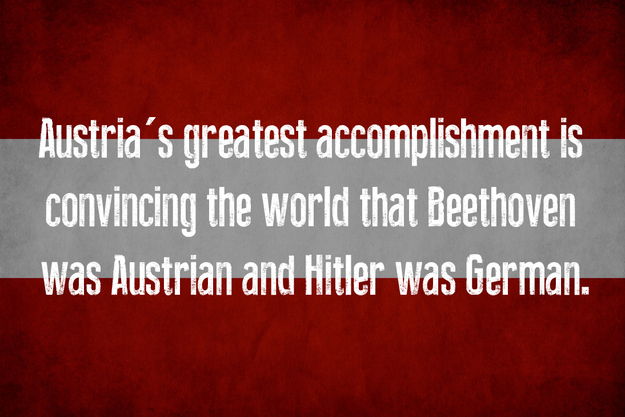 Austria´s greatest accomplishment is
convincing the world that Beethoven
was Austrian and Hitler was German.